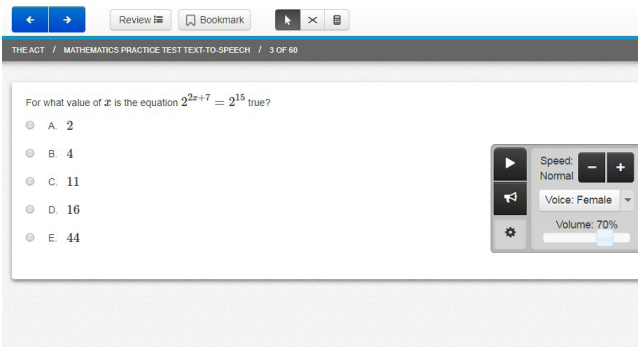 Review
Bookmark
THE ACT / MATHEMATICS PRACTICE TEST TEXT-TO-SPEECH / 3 OF 60
For what value of x is the equation 2^{2x+7} = 2^{15} true?
A. 2
B. 4
C. 11
D. 16
E. 44
Speed:
Normal
− +
Voice: Female
Volume: 70%